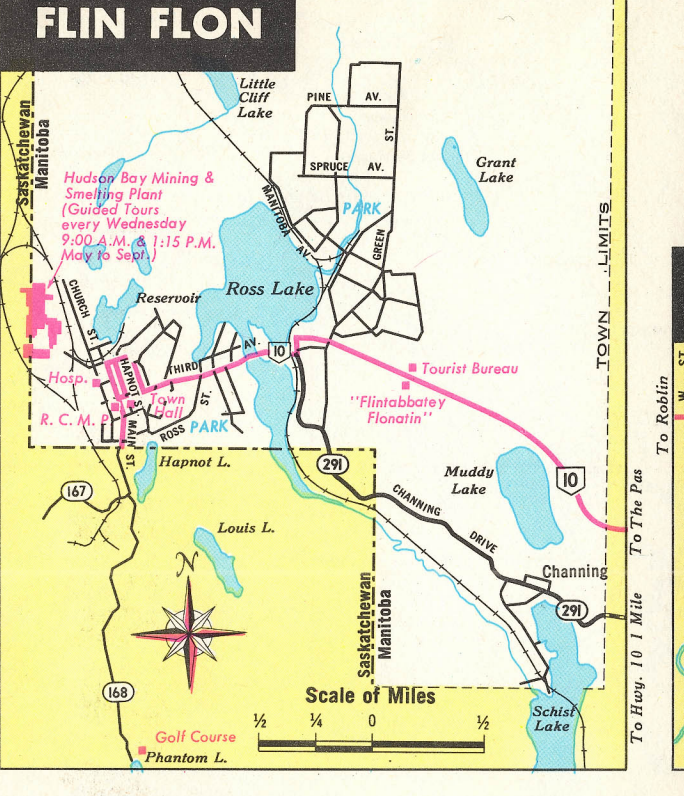 FLIN FLON
Little
Cliff
Lake
PINE AV.
ST.
SPRUCE AV.
Grant
Lake
Saskatchewan
Manitoba
Hudson Bay Mining &
Smelting Plant
(Guided Tours
every Wednesday
9:00 A.M. & 1:15 P.M.
May to Sept.)
MANITOBA
AV.
PARK
GREEN
TOWN LIMITS
CHURCH ST.
Reservoir
Ross Lake
10
THIRD AV.
HAPNOT S.
Hosp.
Tourist Bureau
"Flintabbatey
Flonatin"
Town
Hall
R. C. M. P.
MAIN ST.
ROSS ST.
PARK
Hapnot L.
291
167
Muddy
Lake
10
To The Pas
To Roblin
W ST
CHANNING DRIVE
Louis L.
N
Channing
291
Saskatchewan
Manitoba
To Hwy. 10 1 Mile
168
Scale of Miles
½ ¼ 0 ½
Schist
Lake
Golf Course
Phantom L.